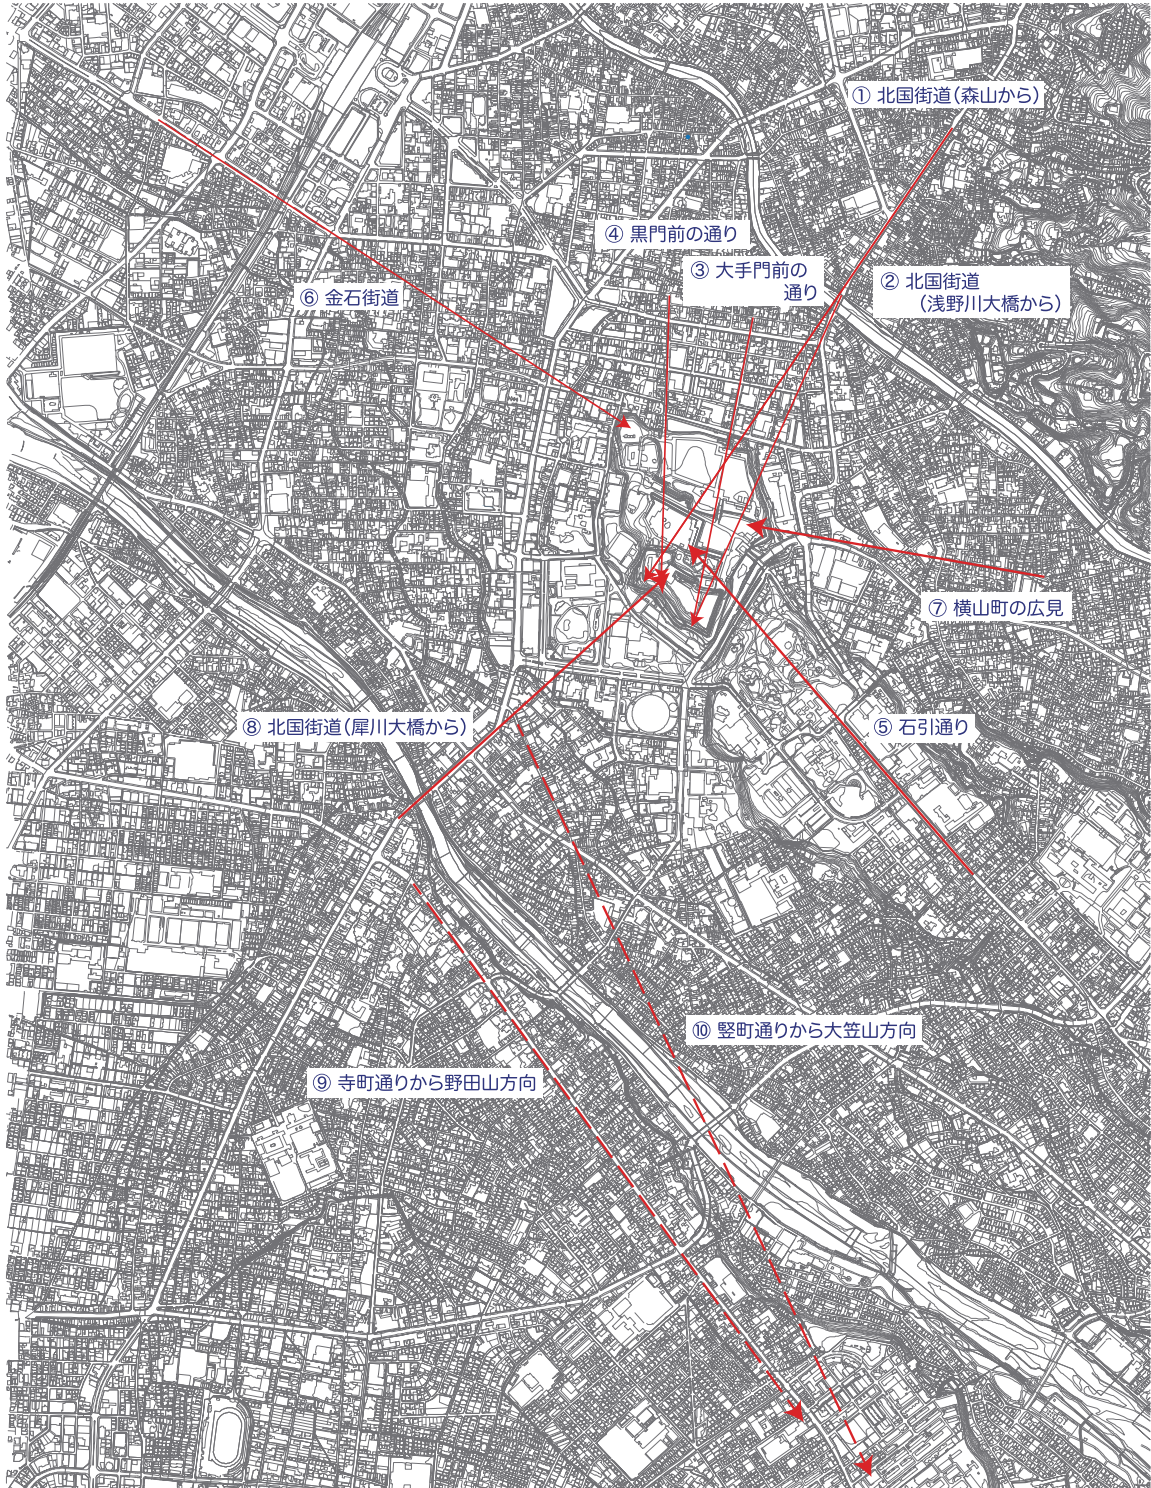 ① 北国街道（森山から）
④ 黒門前の通り
③ 大手門前の
通り
② 北国街道
（浅野川大橋から）
⑥ 金石街道
⑦ 横山町の広見
⑧ 北国街道（犀川大橋から）
⑤ 石引通り
⑩ 竪町通りから大笠山方向
⑨ 寺町通りから野田山方向